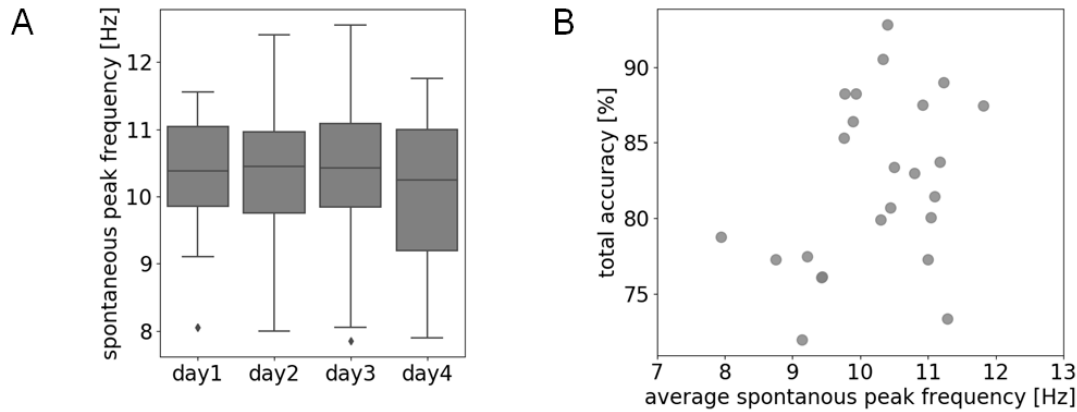 A
spontaneous peak frequency [Hz]
12
11
10
9
8
day1 day2 day3 day4
B
total accuracy [%]
90
85
80
75
7 8 9 10 11 12 13
average spontanous peak frequency [Hz]